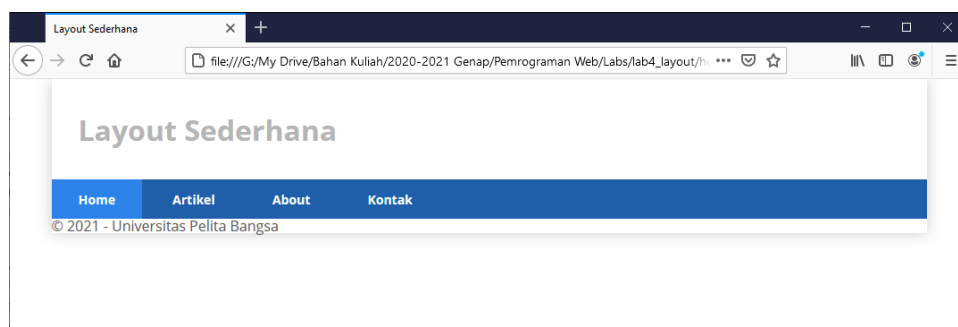 Layout Sederhana
file:///G:/My Drive/Bahan Kuliah/2020-2021 Genap/Pemrograman Web/Labs/lab4_layout/h
Layout Sederhana
Home Artikel About Kontak
© 2021 - Universitas Pelita Bangsa